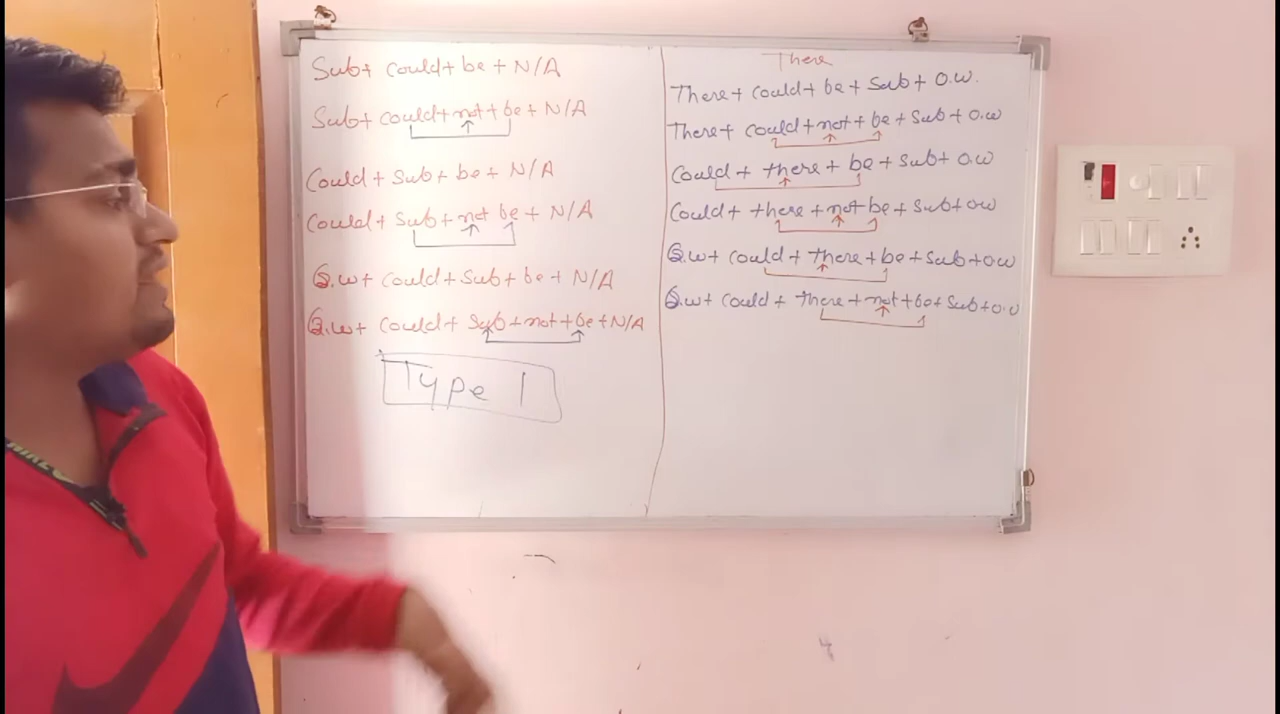 Sub+ could+ be + N/A
Sub+ could+not+be+ N/A
Could + Sub + be + N/A
Could + Sub + not be + N/A
Q.w+ could+Sub+be+ N/A
Q.w+ could+ Sub+not+be+N/A
Type 1
There
There+ could+ be+ Sub+ O.W.
There+ could+not+be+Sub+ O.W
Could + there + be + Sub+ O.W
Could + there +not be + Sub+ow
Q.w+ could+ there+be+Sub+ow
Q.w+ could + there+not+be+Sub+o.w